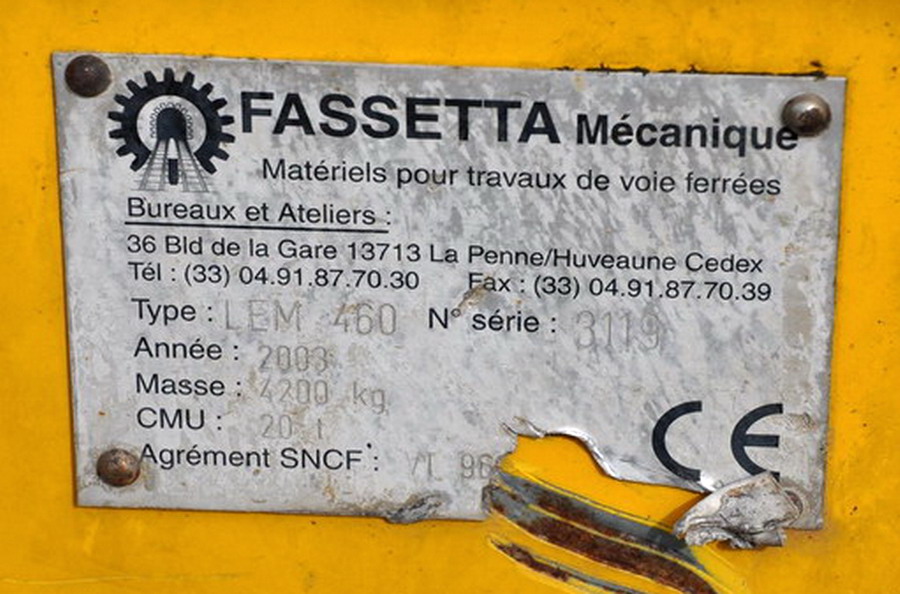 FASSETTA Mécanique
Matériels pour travaux de voie ferrées
Bureaux et Ateliers :
36 Bld de la Gare 13713 La Penne/Huveaune Cedex
Tél : (33) 04.91.87.70.30 Fax : (33) 04.91.87.70.39
Type : LEM 460 N° série : 3119
Année : 2003
Masse : 4200 kg
CMU : 20 t
Agrément SNCF :
CE